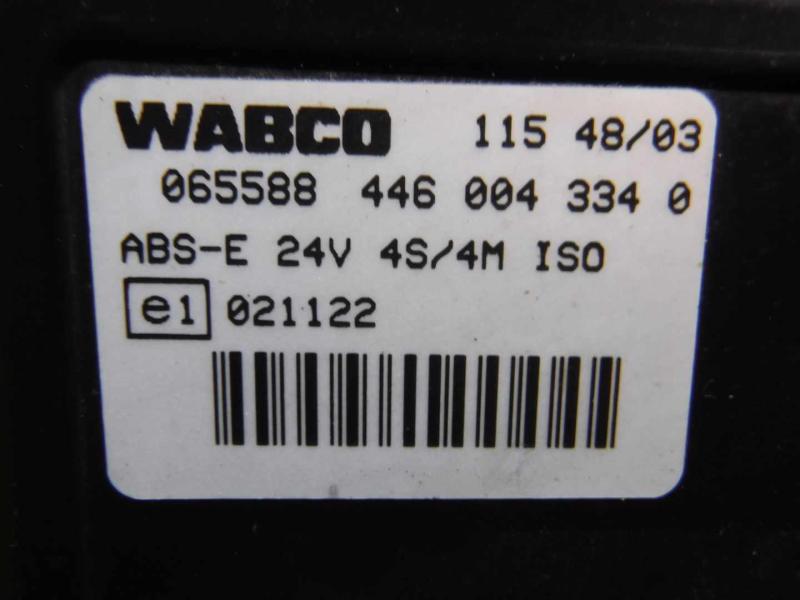 WABCO 115 48/03
065588 446 004 334 0
ABS-E 24V 4S/4M ISO
e1 021122